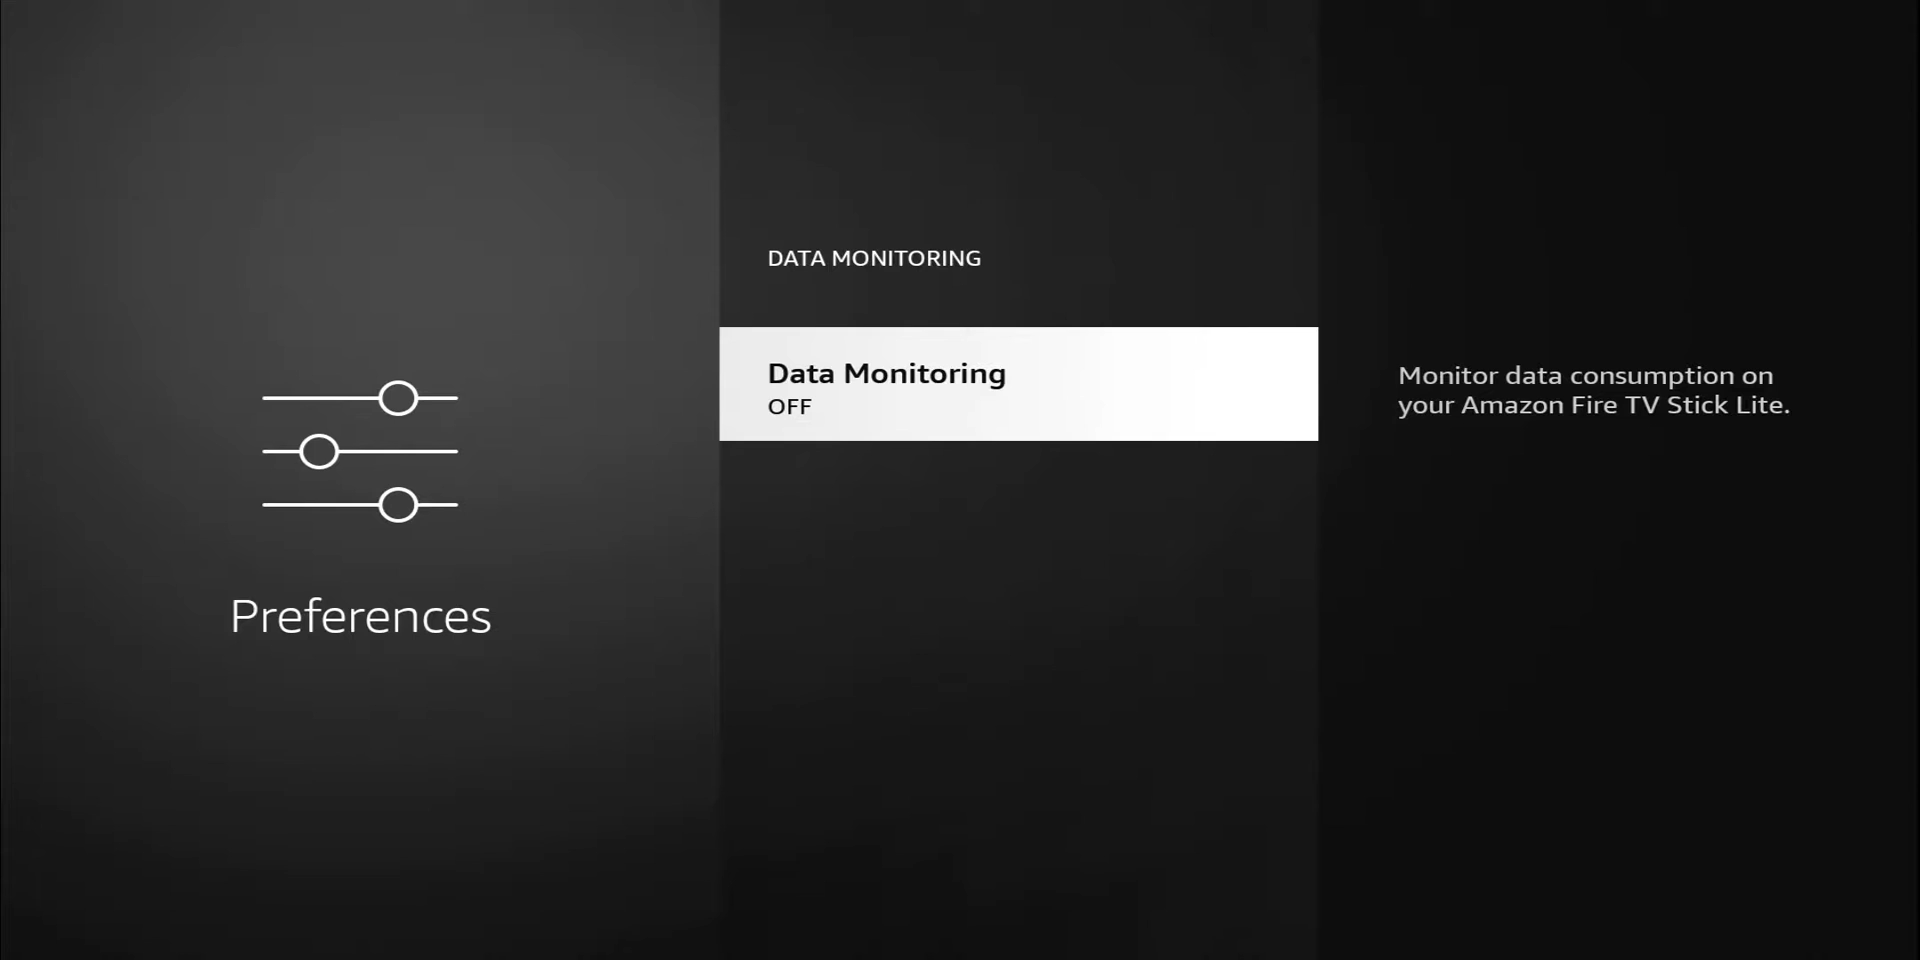 DATA MONITORING
Data Monitoring
OFF
Monitor data consumption on
your Amazon Fire TV Stick Lite.
Preferences